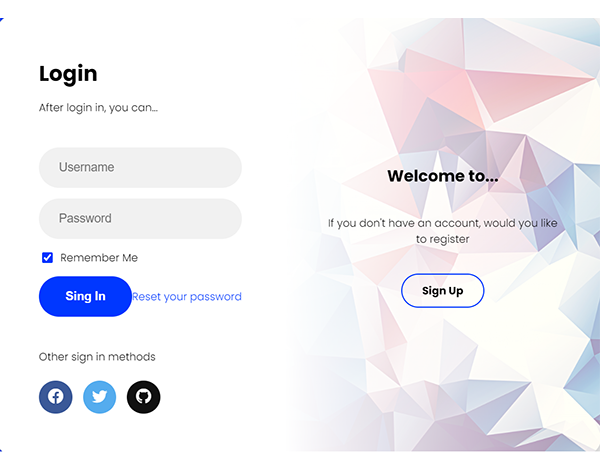 Login
After login in, you can...
Username
Password
Remember Me
Sing In
Reset your password
Other sign in methods
Welcome to...
If you don't have an account, would you like
to register
Sign Up